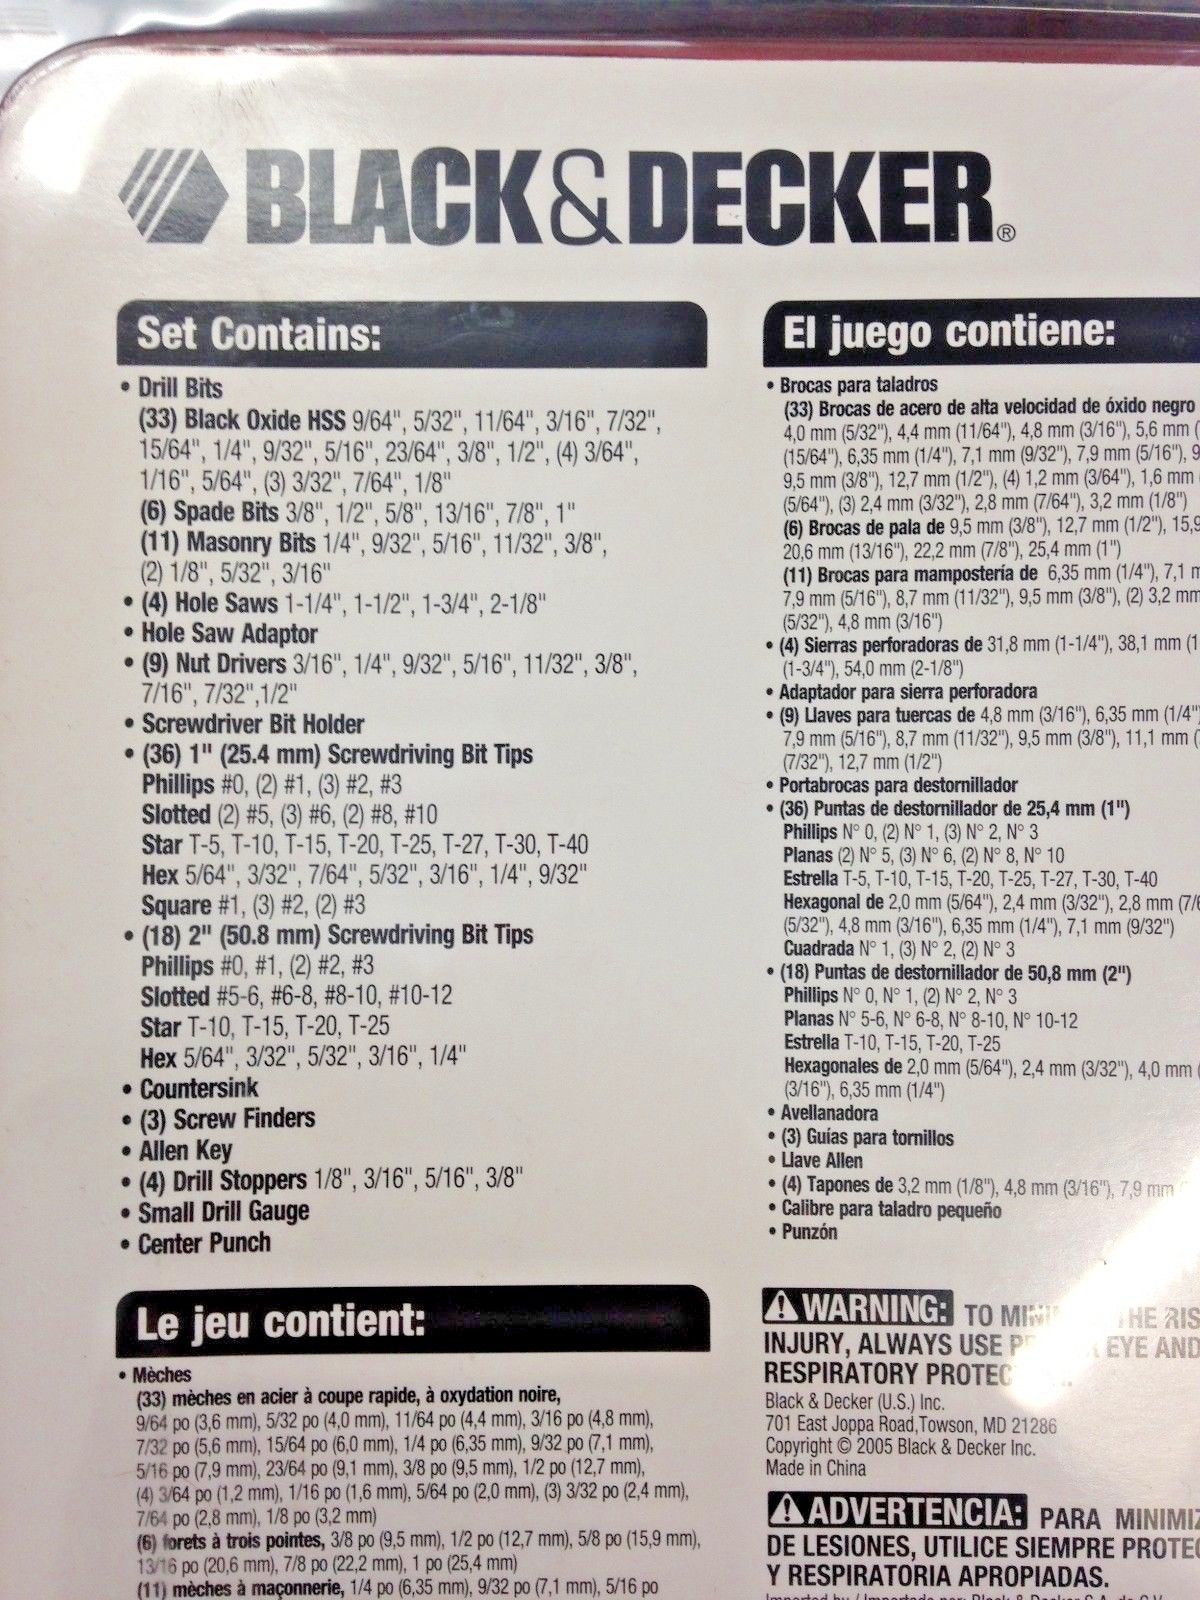 BLACK&DECKER®
Set Contains:
• Drill Bits
(33) Black Oxide HSS 9/64", 5/32", 11/64", 3/16", 7/32",
15/64", 1/4", 9/32", 5/16", 23/64", 3/8", 1/2", (4) 3/64",
1/16", 5/64", (3) 3/32", 7/64", 1/8"
(6) Spade Bits 3/8", 1/2", 5/8", 13/16", 7/8", 1"
(11) Masonry Bits 1/4", 9/32", 5/16", 11/32", 3/8",
(2) 1/8", 5/32", 3/16"
• (4) Hole Saws 1-1/4", 1-1/2", 1-3/4", 2-1/8"
• Hole Saw Adaptor
• (9) Nut Drivers 3/16", 1/4", 9/32", 5/16", 11/32", 3/8",
7/16", 7/32",1/2"
• Screwdriver Bit Holder
• (36) 1" (25.4 mm) Screwdriving Bit Tips
Phillips #0, (2) #1, (3) #2, #3
Slotted (2) #5, (3) #6, (2) #8, #10
Star T-5, T-10, T-15, T-20, T-25, T-27, T-30, T-40
Hex 5/64", 3/32", 7/64", 5/32", 3/16", 1/4", 9/32"
Square #1, (3) #2, (2) #3
• (18) 2" (50.8 mm) Screwdriving Bit Tips
Phillips #0, #1, (2) #2, #3
Slotted #5-6, #6-8, #8-10, #10-12
Star T-10, T-15, T-20, T-25
Hex 5/64", 3/32", 5/32", 3/16", 1/4"
• Countersink
• (3) Screw Finders
• Allen Key
• (4) Drill Stoppers 1/8", 3/16", 5/16", 3/8"
• Small Drill Gauge
• Center Punch
Le jeu contient:
• Mèches
(33) mèches en acier à coupe rapide, à oxydation noire,
9/64 po (3,6 mm), 5/32 po (4,0 mm), 11/64 po (4,4 mm), 3/16 po (4,8 mm),
7/32 po (5,6 mm), 15/64 po (6,0 mm), 1/4 po (6,35 mm), 9/32 po (7,1 mm),
5/16 po (7,9 mm), 23/64 po (9,1 mm), 3/8 po (9,5 mm), 1/2 po (12,7 mm),
(4) 3/64 po (1,2 mm), 1/16 po (1,6 mm), 5/64 po (2,0 mm), (3) 3/32 po (2,4 mm),
7/64 po (2,8 mm), 1/8 po (3,2 mm)
(6) forets à trois pointes, 3/8 po (9,5 mm), 1/2 po (12,7 mm), 5/8 po (15,9 mm),
13/16 po (20,6 mm), 7/8 po (22,2 mm), 1 po (25,4 mm)
(11) mèches à maçonnerie, 1/4 po (6,35 mm), 9/32 po (7,1 mm), 5/16 po
El juego contiene:
• Brocas para taladros
(33) Brocas de acero de alta velocidad de óxido negro
4,0 mm (5/32"), 4,4 mm (11/64"), 4,8 mm (3/16"), 5,6 mm (
(15/64"), 6,35 mm (1/4"), 7,1 mm (9/32"), 7,9 mm (5/16"), 9
9,5 mm (3/8"), 12,7 mm (1/2"), (4) 1,2 mm (3/64"), 1,6 mm
(5/64"), (3) 2,4 mm (3/32"), 2,8 mm (7/64"), 3,2 mm (1/8")
(6) Brocas de pala de 9,5 mm (3/8"), 12,7 mm (1/2"), 15,9
20,6 mm (13/16"), 22,2 mm (7/8"), 25,4 mm (1")
(11) Brocas para mampostería de 6,35 mm (1/4"), 7,1 m
7,9 mm (5/16"), 8,7 mm (11/32"), 9,5 mm (3/8"), (2) 3,2 mm
(5/32"), 4,8 mm (3/16")
• (4) Sierras perforadoras de 31,8 mm (1-1/4"), 38,1 mm (1
(1-3/4"), 54,0 mm (2-1/8")
• Adaptador para sierra perforadora
• (9) Llaves para tuercas de 4,8 mm (3/16"), 6,35 mm (1/4")
7,9 mm (5/16"), 8,7 mm (11/32"), 9,5 mm (3/8"), 11,1 mm (
(7/32"), 12,7 mm (1/2")
• Portabrocas para destornillador
• (36) Puntas de destornillador de 25,4 mm (1")
Phillips N° 0, (2) N° 1, (3) N° 2, N° 3
Planas (2) N° 5, (3) N° 6, (2) N° 8, N° 10
Estrella T-5, T-10, T-15, T-20, T-25, T-27, T-30, T-40
Hexagonal de 2,0 mm (5/64"), 2,4 mm (3/32"), 2,8 mm (7/6
(5/32"), 4,8 mm (3/16"), 6,35 mm (1/4"), 7,1 mm (9/32")
Cuadrada N° 1, (3) N° 2, (2) N° 3
• (18) Puntas de destornillador de 50,8 mm (2")
Phillips N° 0, N° 1, (2) N° 2, N° 3
Planas N° 5-6, N° 6-8, N° 8-10, N° 10-12
Estrella T-10, T-15, T-20, T-25
Hexagonales de 2,0 mm (5/64"), 2,4 mm (3/32"), 4,0 mm (
(3/16"), 6,35 mm (1/4")
• Avellanadora
• (3) Guías para tornillos
• Llave Allen
• (4) Tapones de 3,2 mm (1/8"), 4,8 mm (3/16"), 7,9 mm
• Calibre para taladro pequeño
• Punzón
WARNING: TO THE RIS
INJURY, ALWAYS USE EYE AND
RESPIRATORY
Black & Decker (U.S.) Inc.
701 East Joppa Road,Towson, MD 21286
Copyright © 2005 Black & Decker Inc.
Made in China
ADVERTENCIA: PARA MINIMIZ
DE LESIONES, UTILICE SIEMPRE PROTEC
Y RESPIRATORIA APROPIADAS.